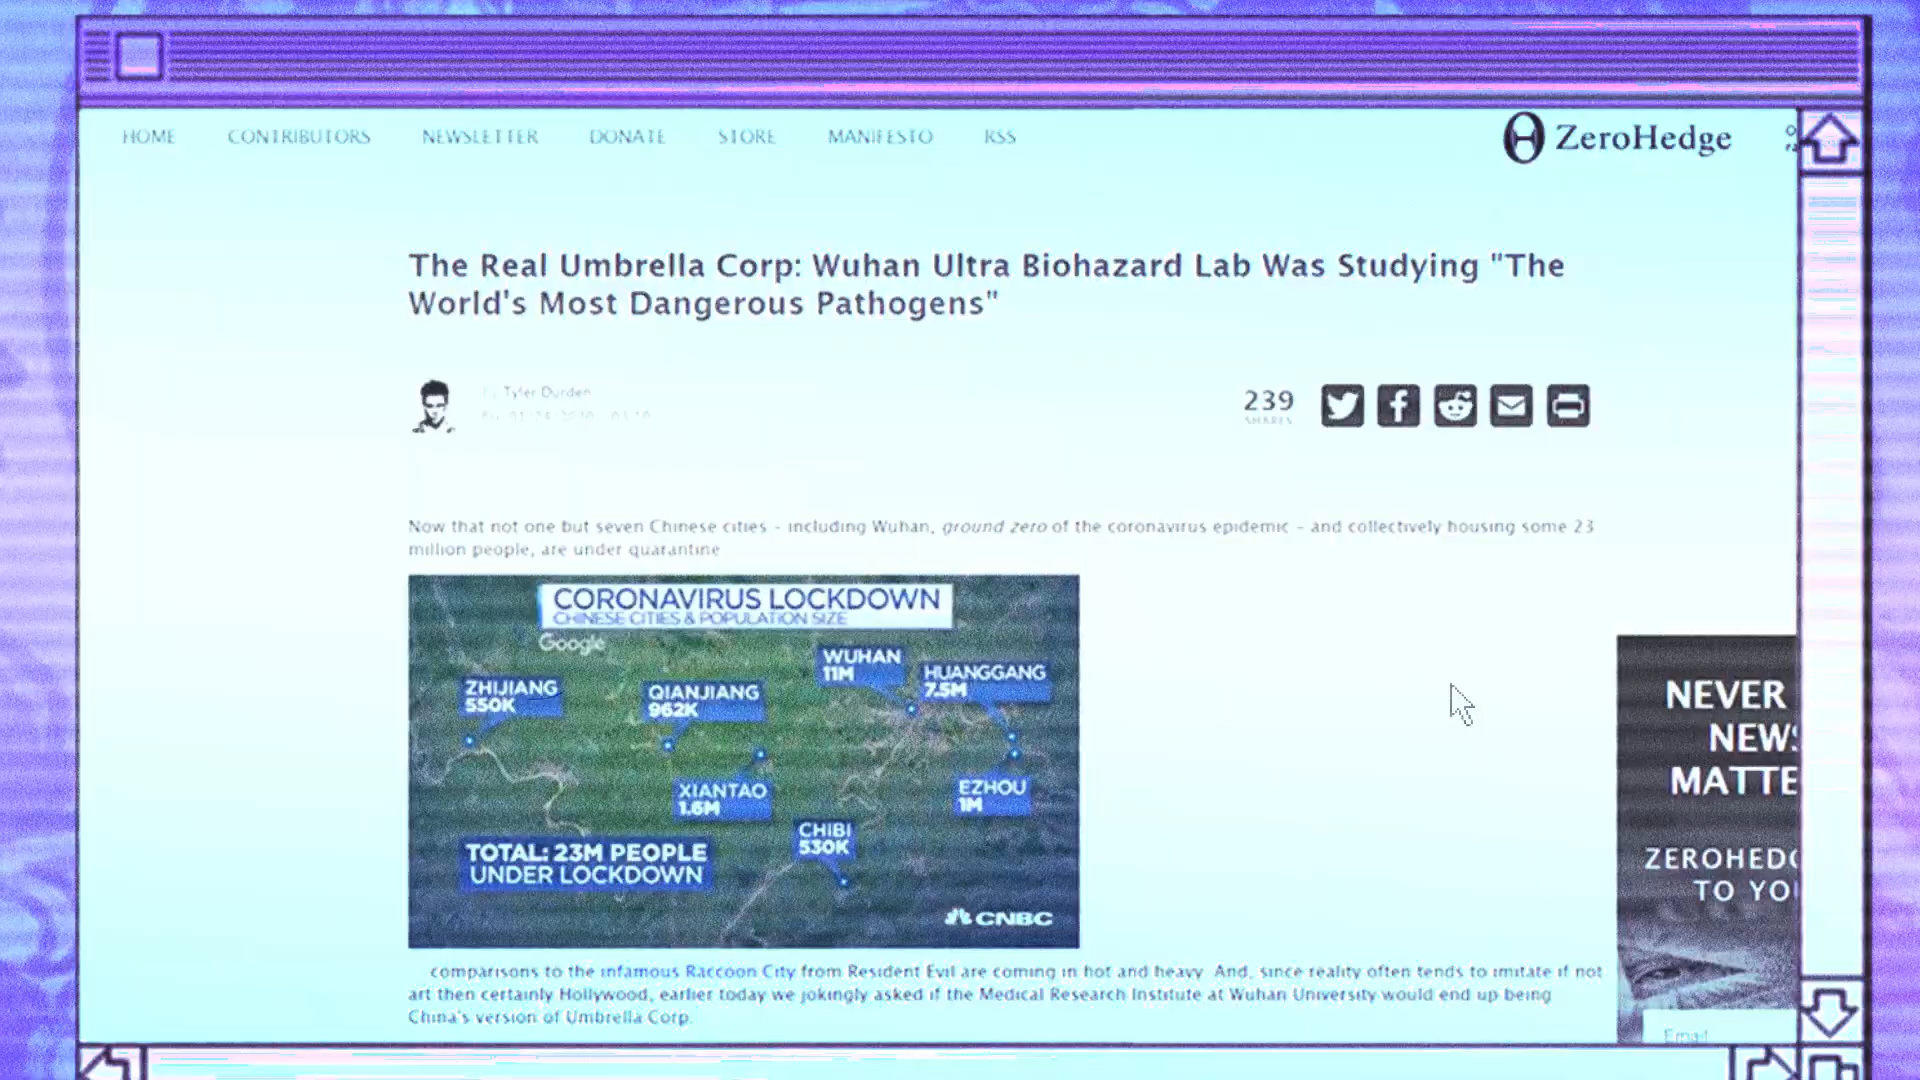 HOME CONTRIBUTORS NEWSLETTER DONATE STORE MANIFESTO RSS
ZeroHedge
The Real Umbrella Corp: Wuhan Ultra Biohazard Lab Was Studying "The
World's Most Dangerous Pathogens"
by Tyler Durden
239
SHARES
Now that not one but seven Chinese cities - including Wuhan, ground zero of the coronavirus epidemic - and collectively housing some 23
million people, are under quarantine
CORONAVIRUS LOCKDOWN
CHINESE CITIES & POPULATION SIZE
Google
WUHAN
11M
HUANGGANG
7.5M
ZHIJIANG
550K
QIANJIANG
962K
XIANTAO
1.6M
EZHOU
1M
CHIBI
530K
TOTAL: 23M PEOPLE
UNDER LOCKDOWN
CNBC
NEVER
NEWS
MATTE
ZEROHEDG
TO YO
Email
comparisons to the infamous Raccoon City from Resident Evil are coming in hot and heavy. And, since reality often tends to imitate if not
art then certainly Hollywood, earlier today we jokingly asked if the Medical Research Institute at Wuhan University would end up being
China's version of Umbrella Corp.